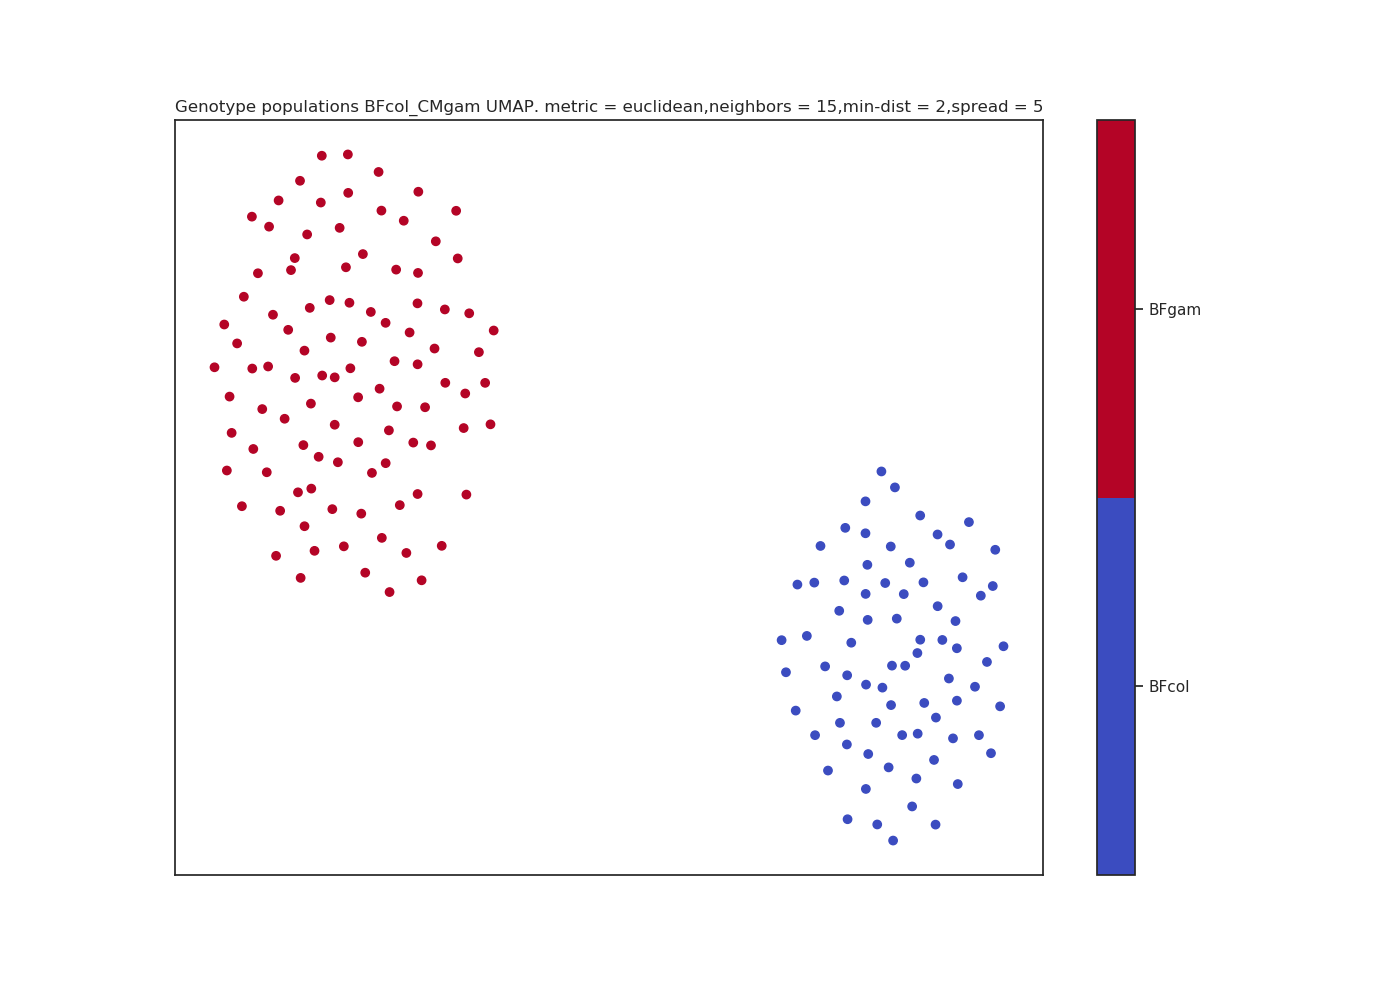 Genotype populations BFcol_CMgam UMAP. metric = euclidean,neighbors = 15,min-dist = 2,spread = 5
BFgam
BFcol